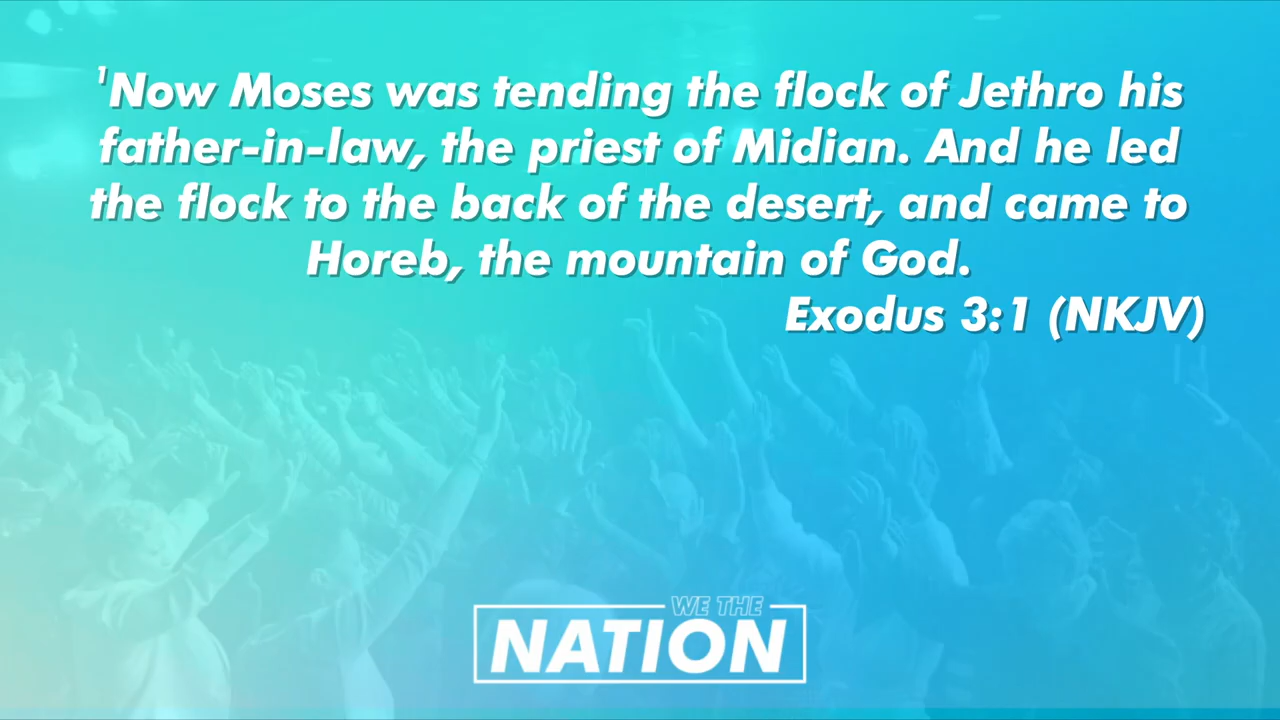 ¹Now Moses was tending the flock of Jethro his
father-in-law, the priest of Midian. And he led
the flock to the back of the desert, and came to
Horeb, the mountain of God.
Exodus 3:1 (NKJV)
WE THE
NATION